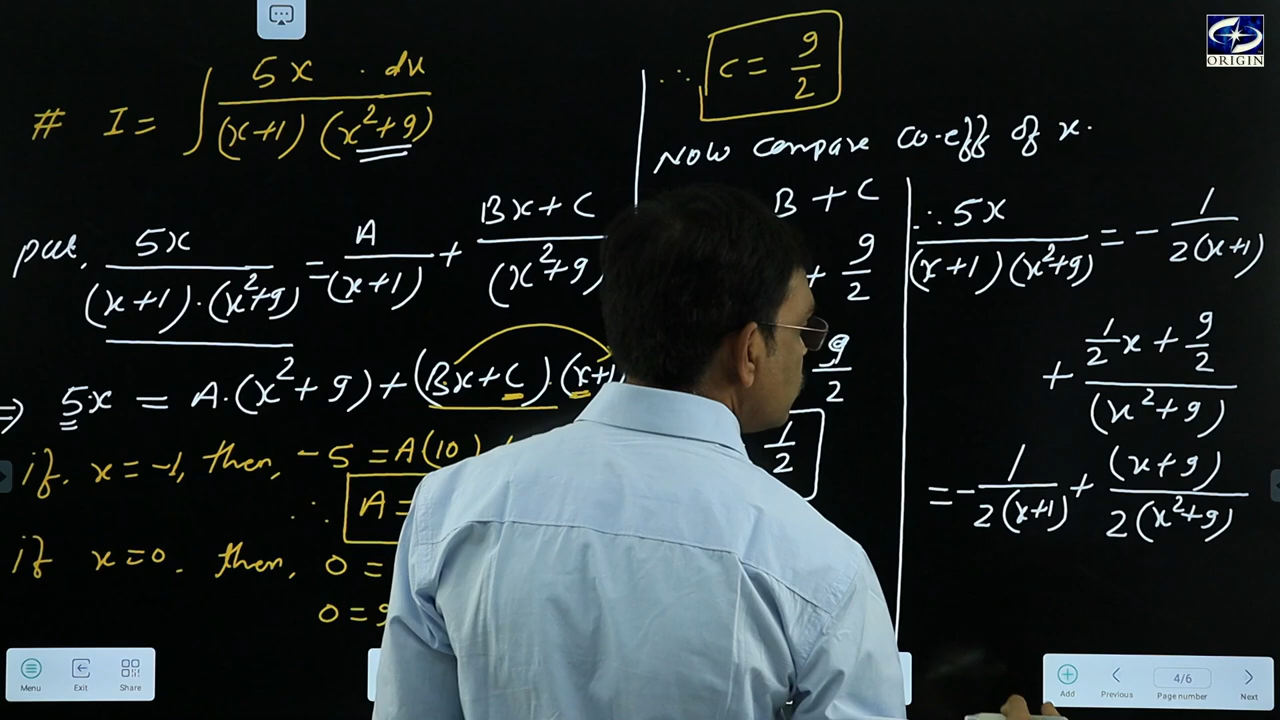 # I = ∫ 5x . dx / (x+1) (x²+9)
put, 5x / (x+1).(x²+9) = A / (x+1) + Bx+C / (x²+9)
⇒ 5x = A.(x²+9) + (Bx+C).(x+1
if, x = -1, then, -5 = A(10)
∴ A =
if x=0. then, 0 =
0 = 9
∴ C = 9/2
Now compare co-eff of x.
B + C
+ 9/2
9/2
1/2
∴ 5x / (x+1)(x²+9) = - 1 / 2(x+1)
+ 1/2 x + 9/2 / (x²+9)
= - 1 / 2(x+1) + (x+9) / 2(x²+9)
ORIGIN
Menu
Exit
Share
Add
Previous
4/6
Page number
Next